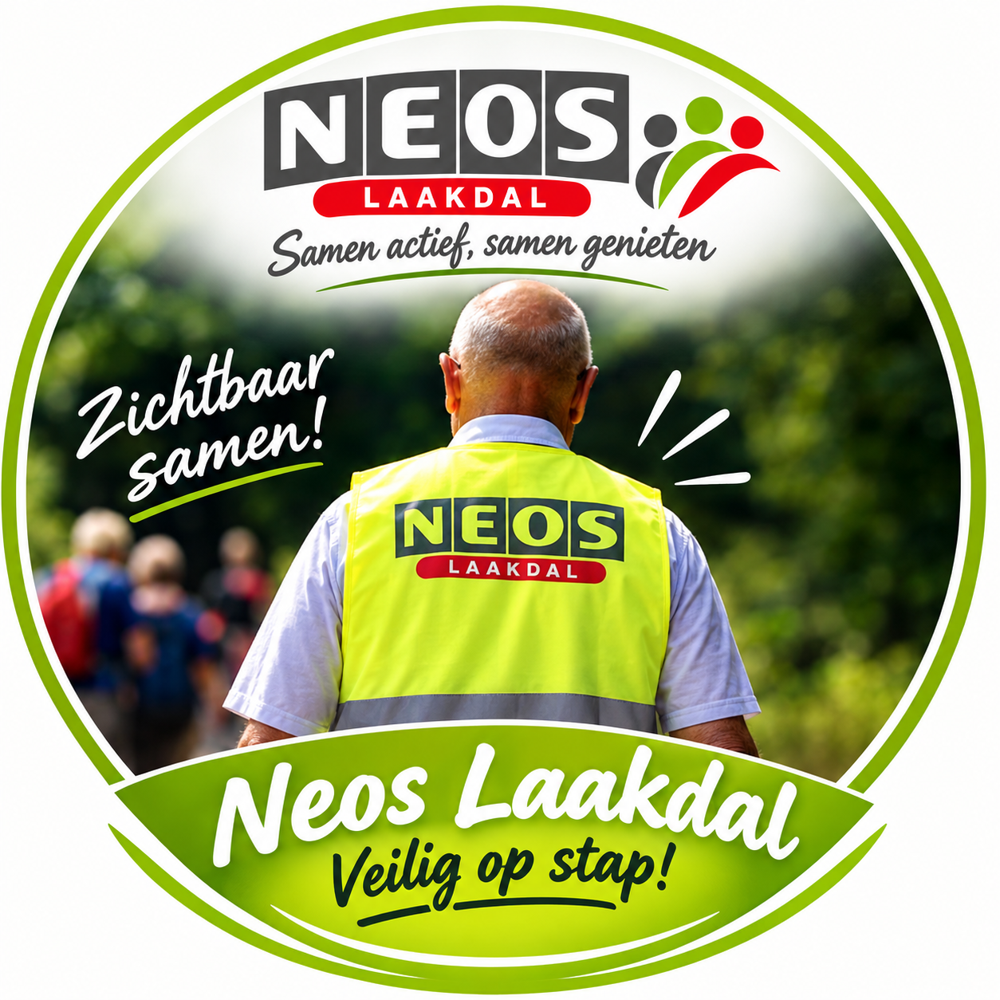 NEOS
LAAKDAL
Samen actief, samen genieten
Zichtbaar
samen!
NEOS
LAAKDAL
Neos Laakdal
Veilig op stap!